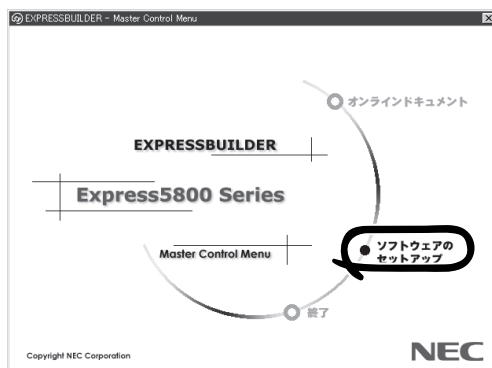 EXPRESSBUILDER - Master Control Menu
オンラインドキュメント
EXPRESSBUILDER
Express5800 Series
Master Control Menu
ソフトウェアの
セットアップ
終了
Copyright NEC Corporation
NEC